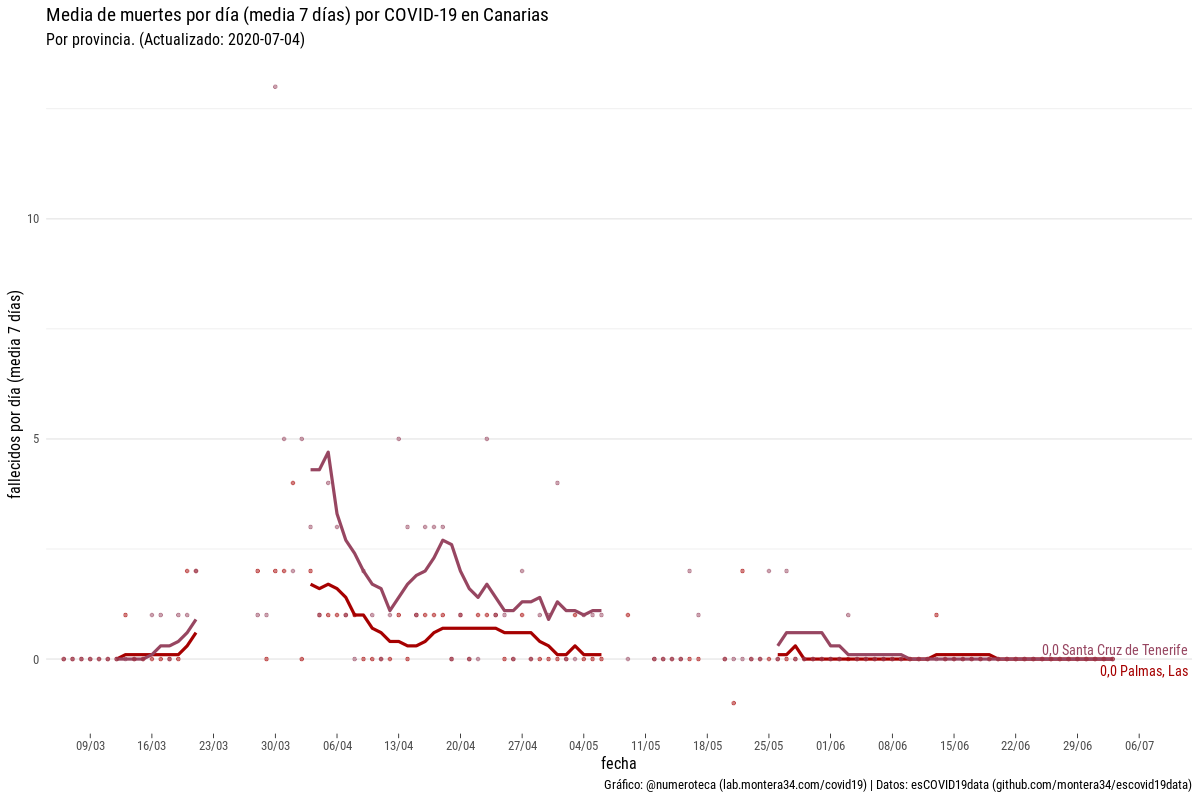 Media de muertes por día (media 7 días) por COVID-19 en Canarias
Por provincia. (Actualizado: 2020-07-04)
fallecidos por día (media 7 días)
10
5
0
0,0 Santa Cruz de Tenerife
0,0 Palmas, Las
09/03 16/03 23/03 30/03 06/04 13/04 20/04 27/04 04/05 11/05 18/05 25/05 01/06 08/06 15/06 22/06 29/06 06/07
fecha
Gráfico: @numeroteca (lab.montera34.com/covid19) | Datos: esCOVID19data (github.com/montera34/escovid19data)